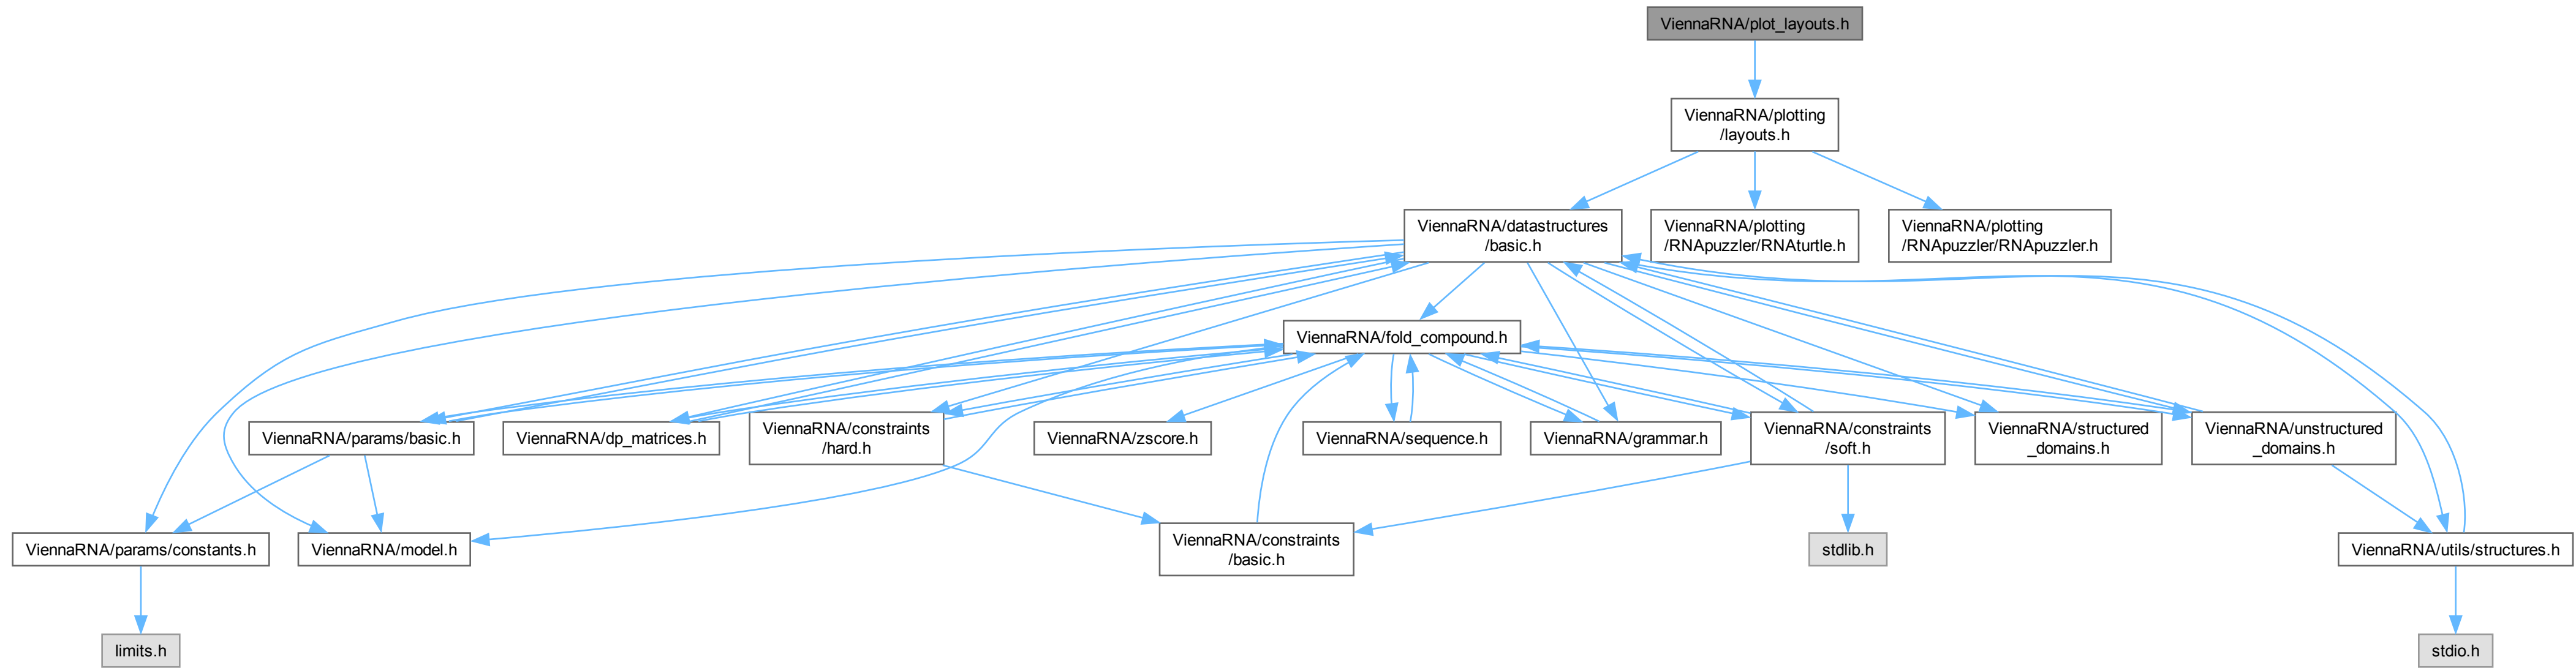 ViennaRNA/plot_layouts.h
ViennaRNA/plotting
/layouts.h
ViennaRNA/datastructures
/basic.h
ViennaRNA/plotting
/RNApuzzler/RNAturtle.h
ViennaRNA/plotting
/RNApuzzler/RNApuzzler.h
ViennaRNA/fold_compound.h
ViennaRNA/params/basic.h
ViennaRNA/dp_matrices.h
ViennaRNA/constraints
/hard.h
ViennaRNA/zscore.h
ViennaRNA/sequence.h
ViennaRNA/grammar.h
ViennaRNA/constraints
/soft.h
ViennaRNA/structured
_domains.h
ViennaRNA/unstructured
_domains.h
ViennaRNA/params/constants.h
ViennaRNA/model.h
ViennaRNA/constraints
/basic.h
stdlib.h
ViennaRNA/utils/structures.h
limits.h
stdio.h